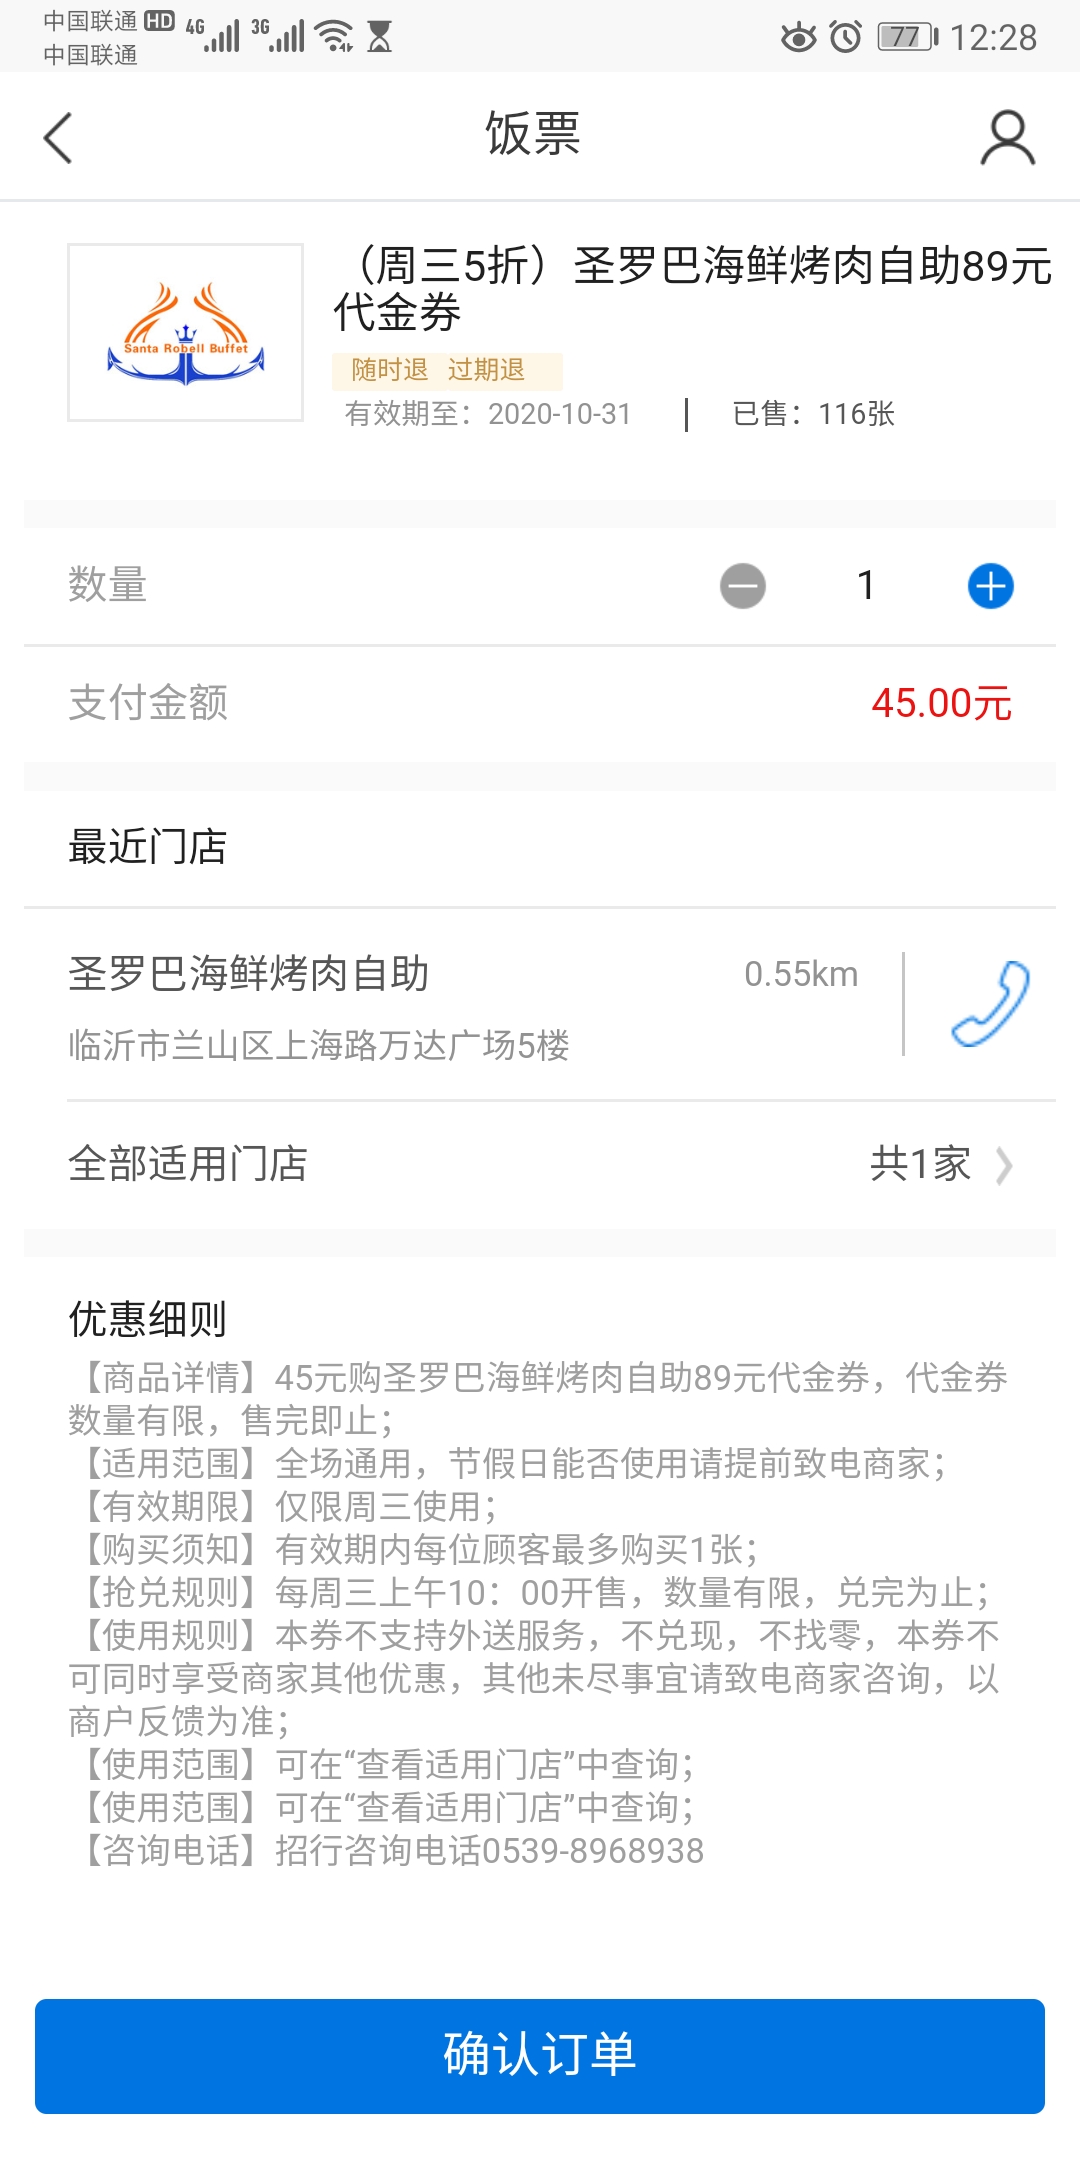 中国联通 HD 4G 3G
中国联通
77 12:28
饭票
Santa Robell Buffet
（周三5折）圣罗巴海鲜烤肉自助89元
代金券
随时退 过期退
有效期至：2020-10-31 | 已售：116张
数量 1
支付金额 45.00元
最近门店
圣罗巴海鲜烤肉自助 0.55km
临沂市兰山区上海路万达广场5楼
全部适用门店 共1家
优惠细则
【商品详情】45元购圣罗巴海鲜烤肉自助89元代金券，代金券
数量有限，售完即止；
【适用范围】全场通用，节假日能否使用请提前致电商家；
【有效期限】仅限周三使用；
【购买须知】有效期内每位顾客最多购买1张；
【抢兑规则】每周三上午10：00开售，数量有限，兑完为止；
【使用规则】本券不支持外送服务，不兑现，不找零，本券不
可同时享受商家其他优惠，其他未尽事宜请致电商家咨询，以
商户反馈为准；
【使用范围】可在“查看适用门店”中查询；
【使用范围】可在“查看适用门店”中查询；
【咨询电话】招行咨询电话0539-8968938
确认订单